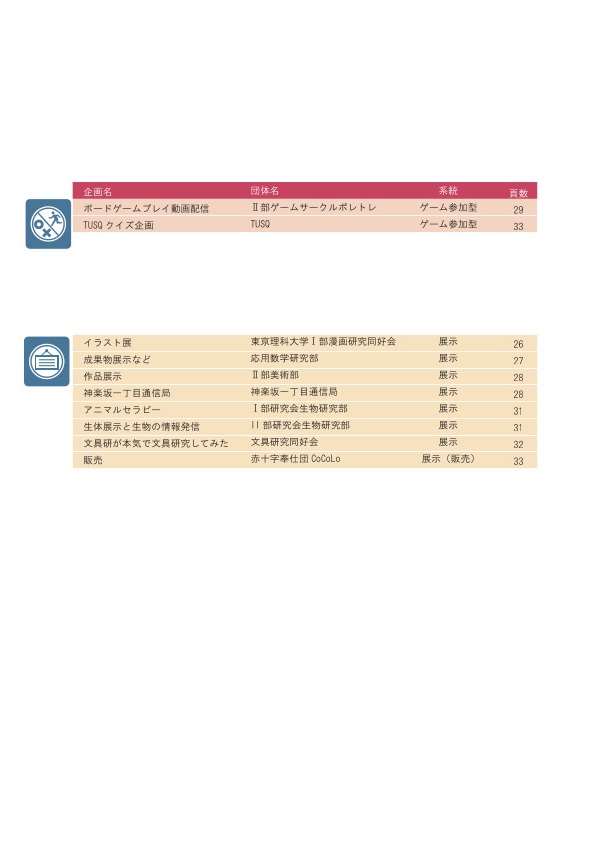 企画名 団体名 系統 頁数
ボードゲームプレイ動画配信 Ⅱ部ゲームサークルポレトレ ゲーム参加型 29
TUSQ クイズ企画 TUSQ ゲーム参加型 33
イラスト展 東京理科大学Ⅰ部漫画研究同好会 展示 26
成果物展示など 応用数学研究部 展示 27
作品展示 Ⅱ部美術部 展示 28
神楽坂一丁目通信局 神楽坂一丁目通信局 展示 28
アニマルセラピー Ⅰ部研究会生物研究部 展示 31
生体展示と生物の情報発信 II 部研究会生物研究部 展示 31
文具研が本気で文具研究してみた 文具研究同好会 展示 32
販売 赤十字奉仕団 CoCoLo 展示（販売） 33